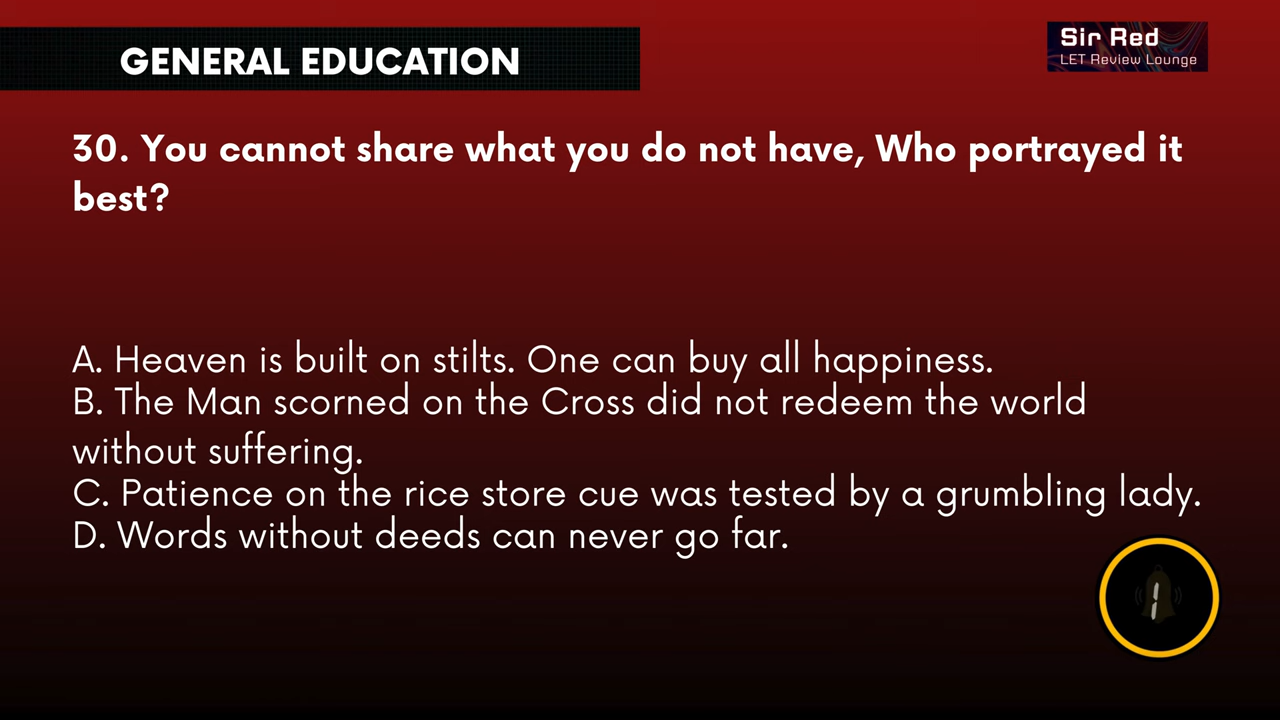 GENERAL EDUCATION
Sir Red
LET Review Lounge
30. You cannot share what you do not have, Who portrayed it
best?
A. Heaven is built on stilts. One can buy all happiness.
B. The Man scorned on the Cross did not redeem the world
without suffering.
C. Patience on the rice store cue was tested by a grumbling lady.
D. Words without deeds can never go far.
1